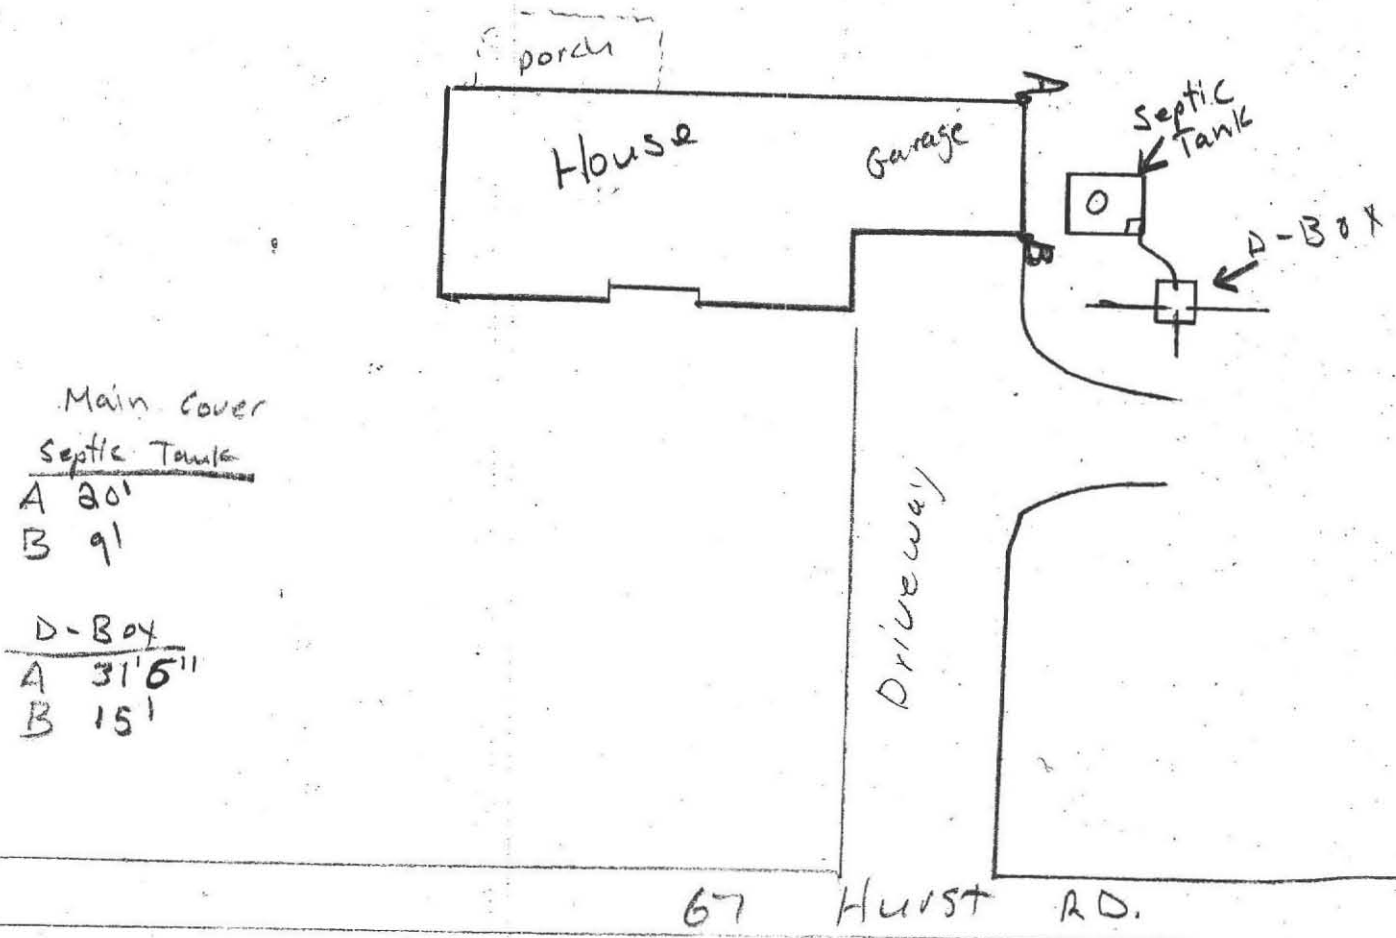 porch
A
House
Garage
Septic
Tank
D-Box
B
Main Cover
Septic Tank
A 20'
B 9'
Driveway
D-Box
A 31'6"
B 15'
67 Hurst RD.